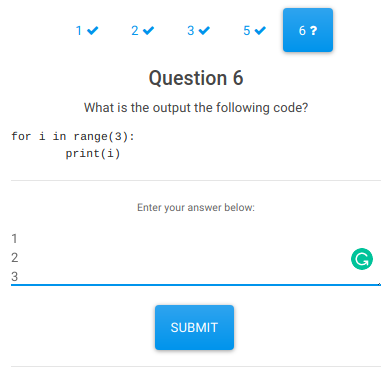 1 ✔ 2 ✔ 3 ✔ 5 ✔ 6 ?
Question 6
What is the output the following code?
for i in range(3):
        print(i)
Enter your answer below:
1
2
3
SUBMIT